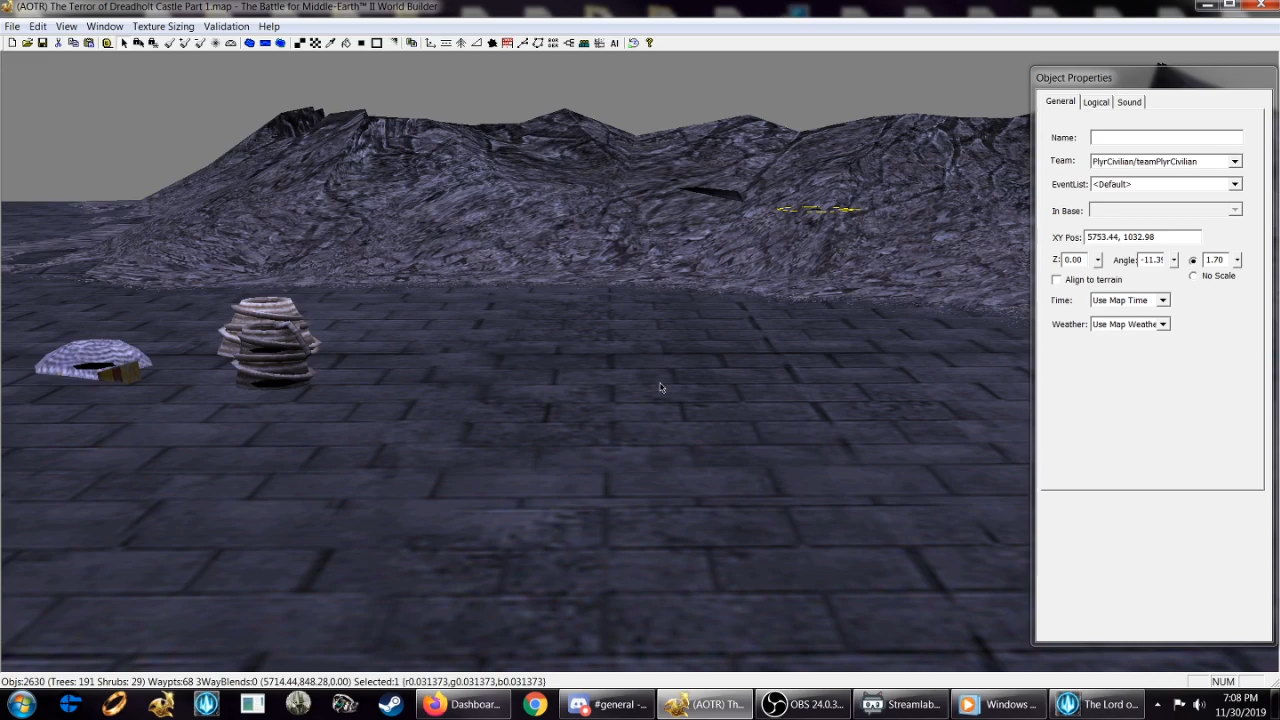 (AOTR) The Terror of Dreadholt Castle Part 1.map - The Battle for Middle-Earth™ II World Builder
File Edit View Window Texture Sizing Validation Help
AI
Object Properties
General Logical Sound
Name:
Team: PlyrCivilian/teamPlyrCivilian
EventList: <Default>
In Base:
XY Pos: 5753.44, 1032.98
Z: 0.00 Angle: -11.39 1.70
No Scale
Align to terrain
Time: Use Map Time
Weather: Use Map Weathe
Objs:2630 (Trees: 191 Shrubs: 29) Waypts:68 3WayBlends:0 (5714.44,848.28,0.00) Selected:1 {r0.031373,g0.031373,b0.031373}
NUM
Dashboar... #general -... (AOTR) Th... OBS 24.0.3... Streamlab... Windows ... The Lord o...
7:08 PM
11/30/2019